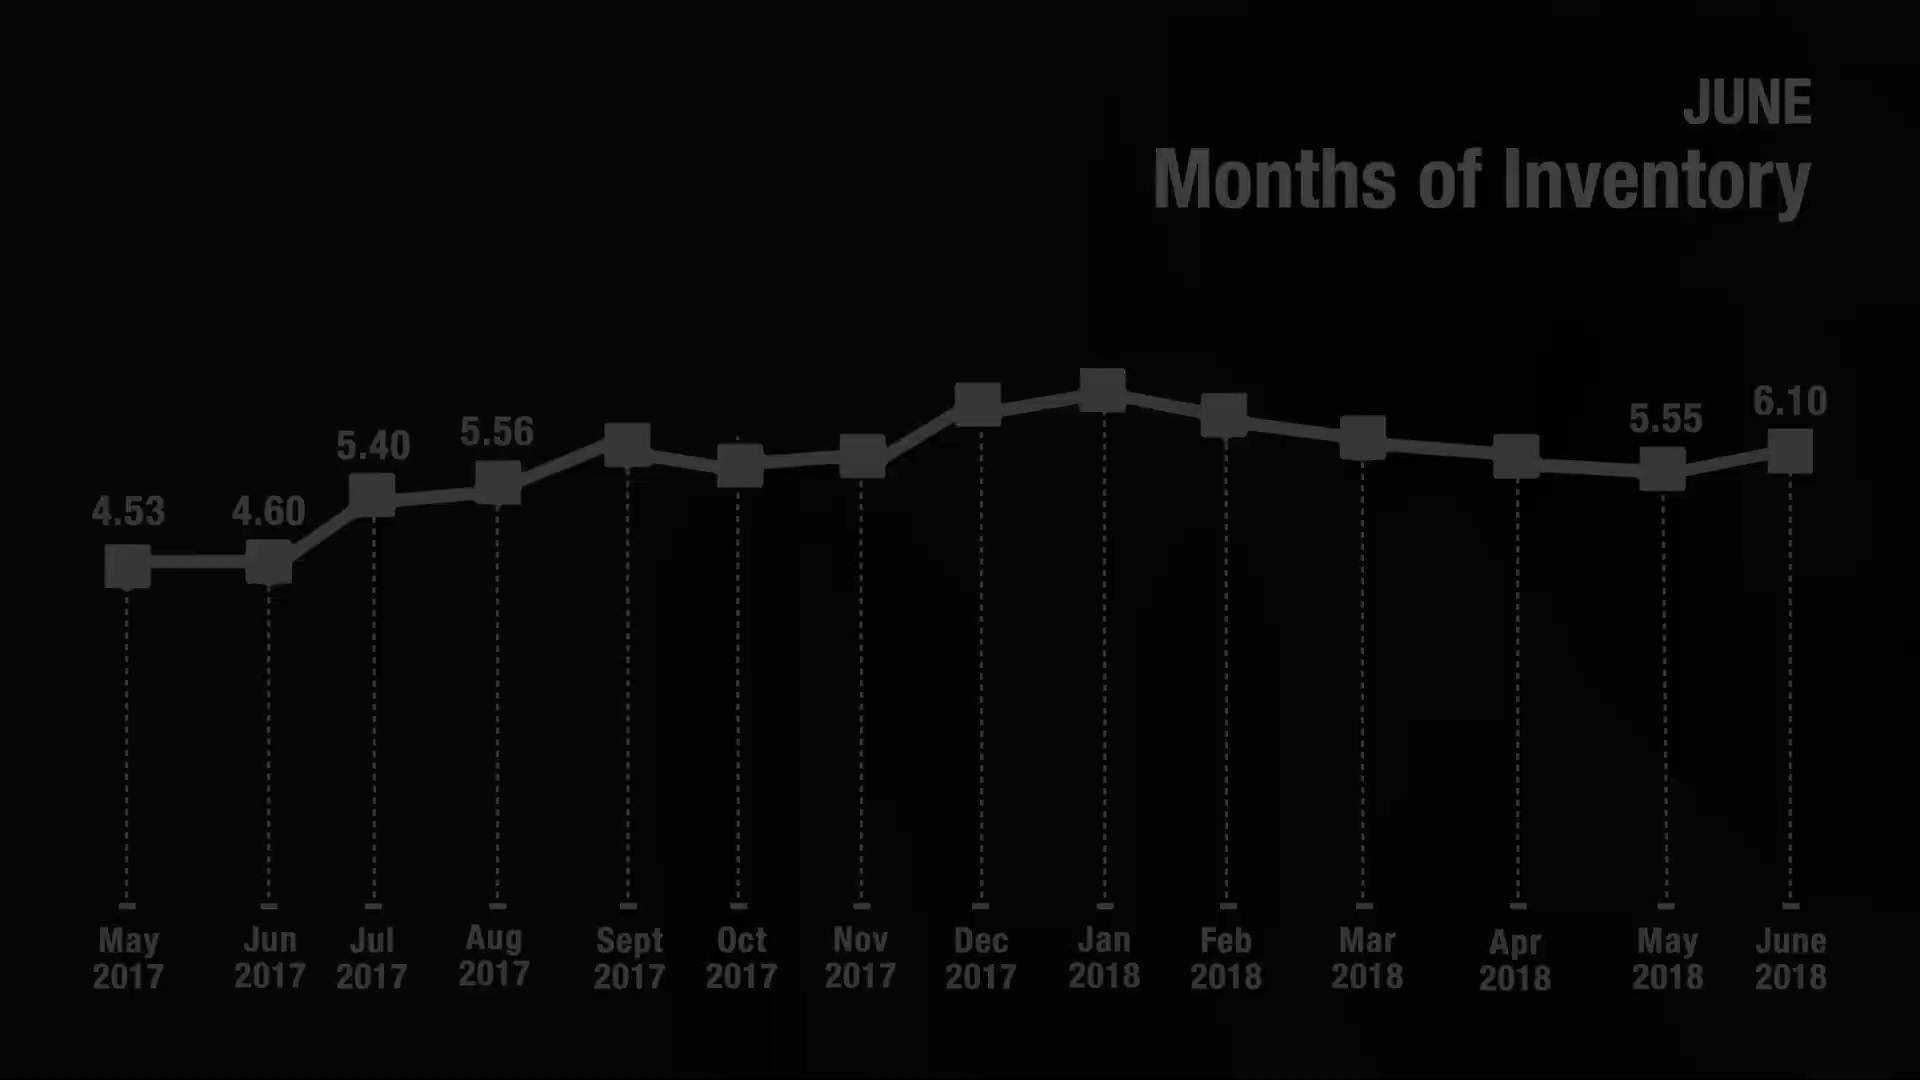 JUNE
Months of Inventory
4.53
4.60
5.40
5.56
5.55
6.10
May
2017
Jun
2017
Jul
2017
Aug
2017
Sept
2017
Oct
2017
Nov
2017
Dec
2017
Jan
2018
Feb
2018
Mar
2018
Apr
2018
May
2018
June
2018